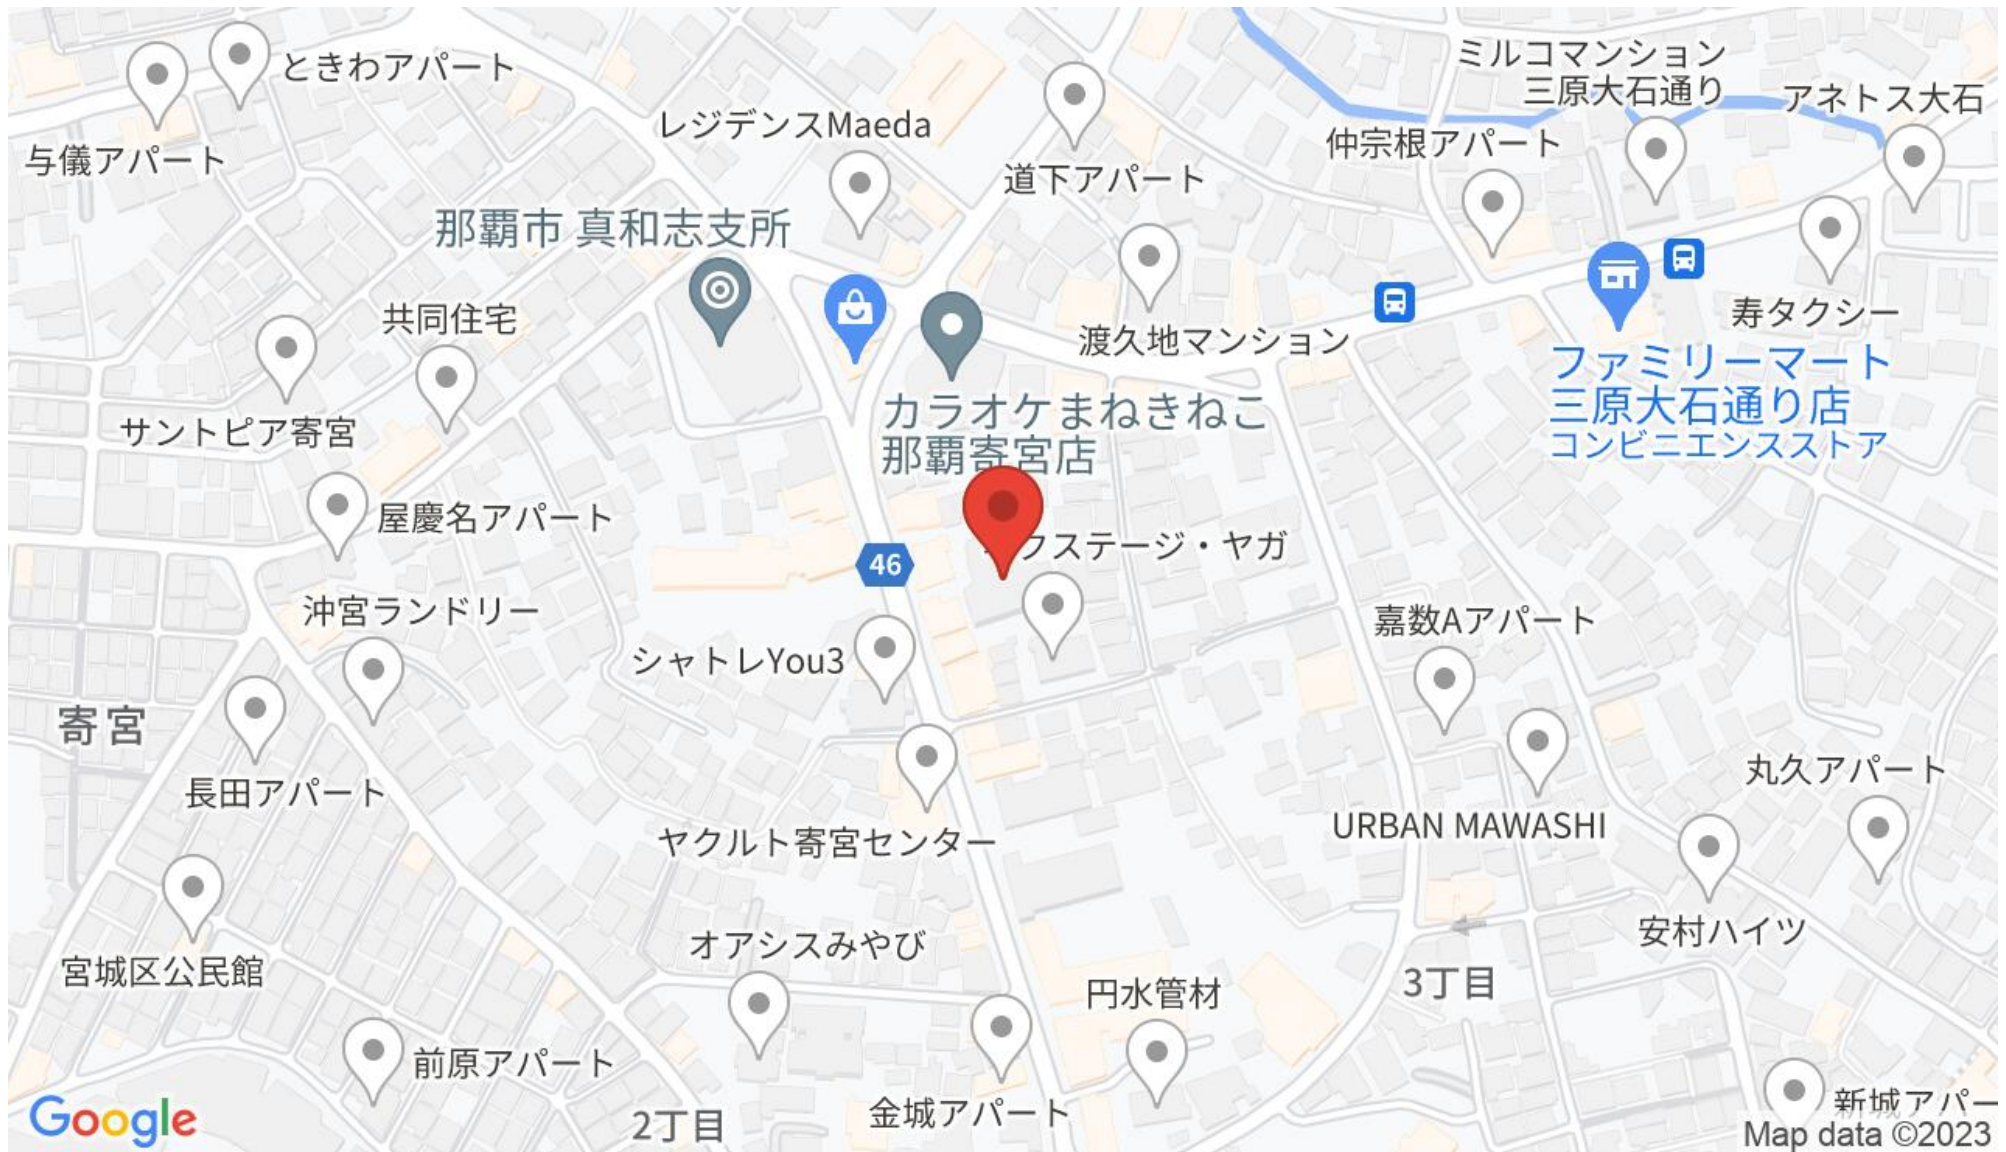 ときわアパート
与儀アパート
レジデンスMaeda
道下アパート
ミルコマンション
三原大石通り
アネトス大石
仲宗根アパート
那覇市 真和志支所
共同住宅
渡久地マンション
寿タクシー
サントピア寄宮
カラオケまねきねこ
那覇寄宮店
ファミリーマート
三原大石通り店
コンビニエンスストア
屋慶名アパート
フステージ・ヤガ
46
沖宮ランドリー
シャトレYou3
嘉数Aアパート
寄宮
長田アパート
丸久アパート
ヤクルト寄宮センター
URBAN MAWASHI
オアシスみやび
安村ハイツ
宮城区公民館
円水管材
3丁目
前原アパート
2丁目
金城アパート
新城アパー
Google
Map data ©2023